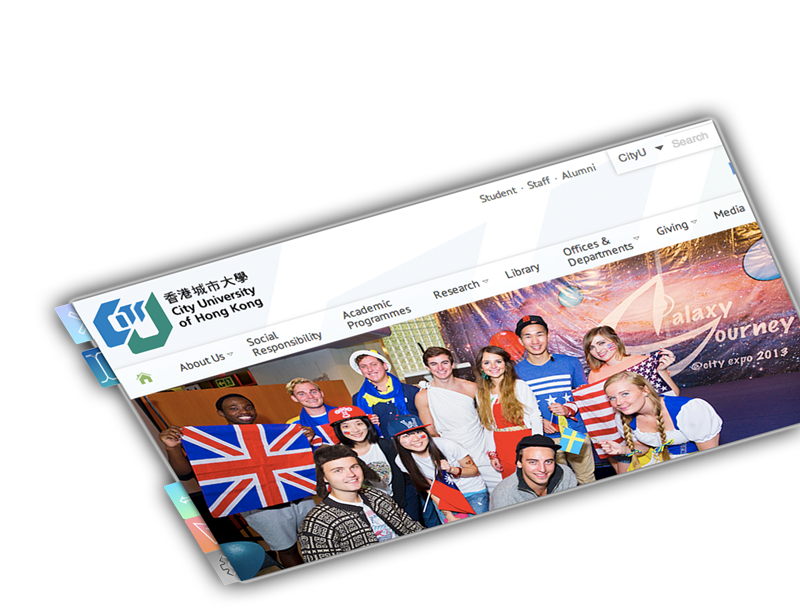 CityU Search
Student · Staff · Alumni
香港城市大學
City University
of Hong Kong
About Us
Social
Responsibility
Academic
Programmes
Research
Library
Offices &
Departments
Giving
Media
Galaxy
Journey
©city expo 2013